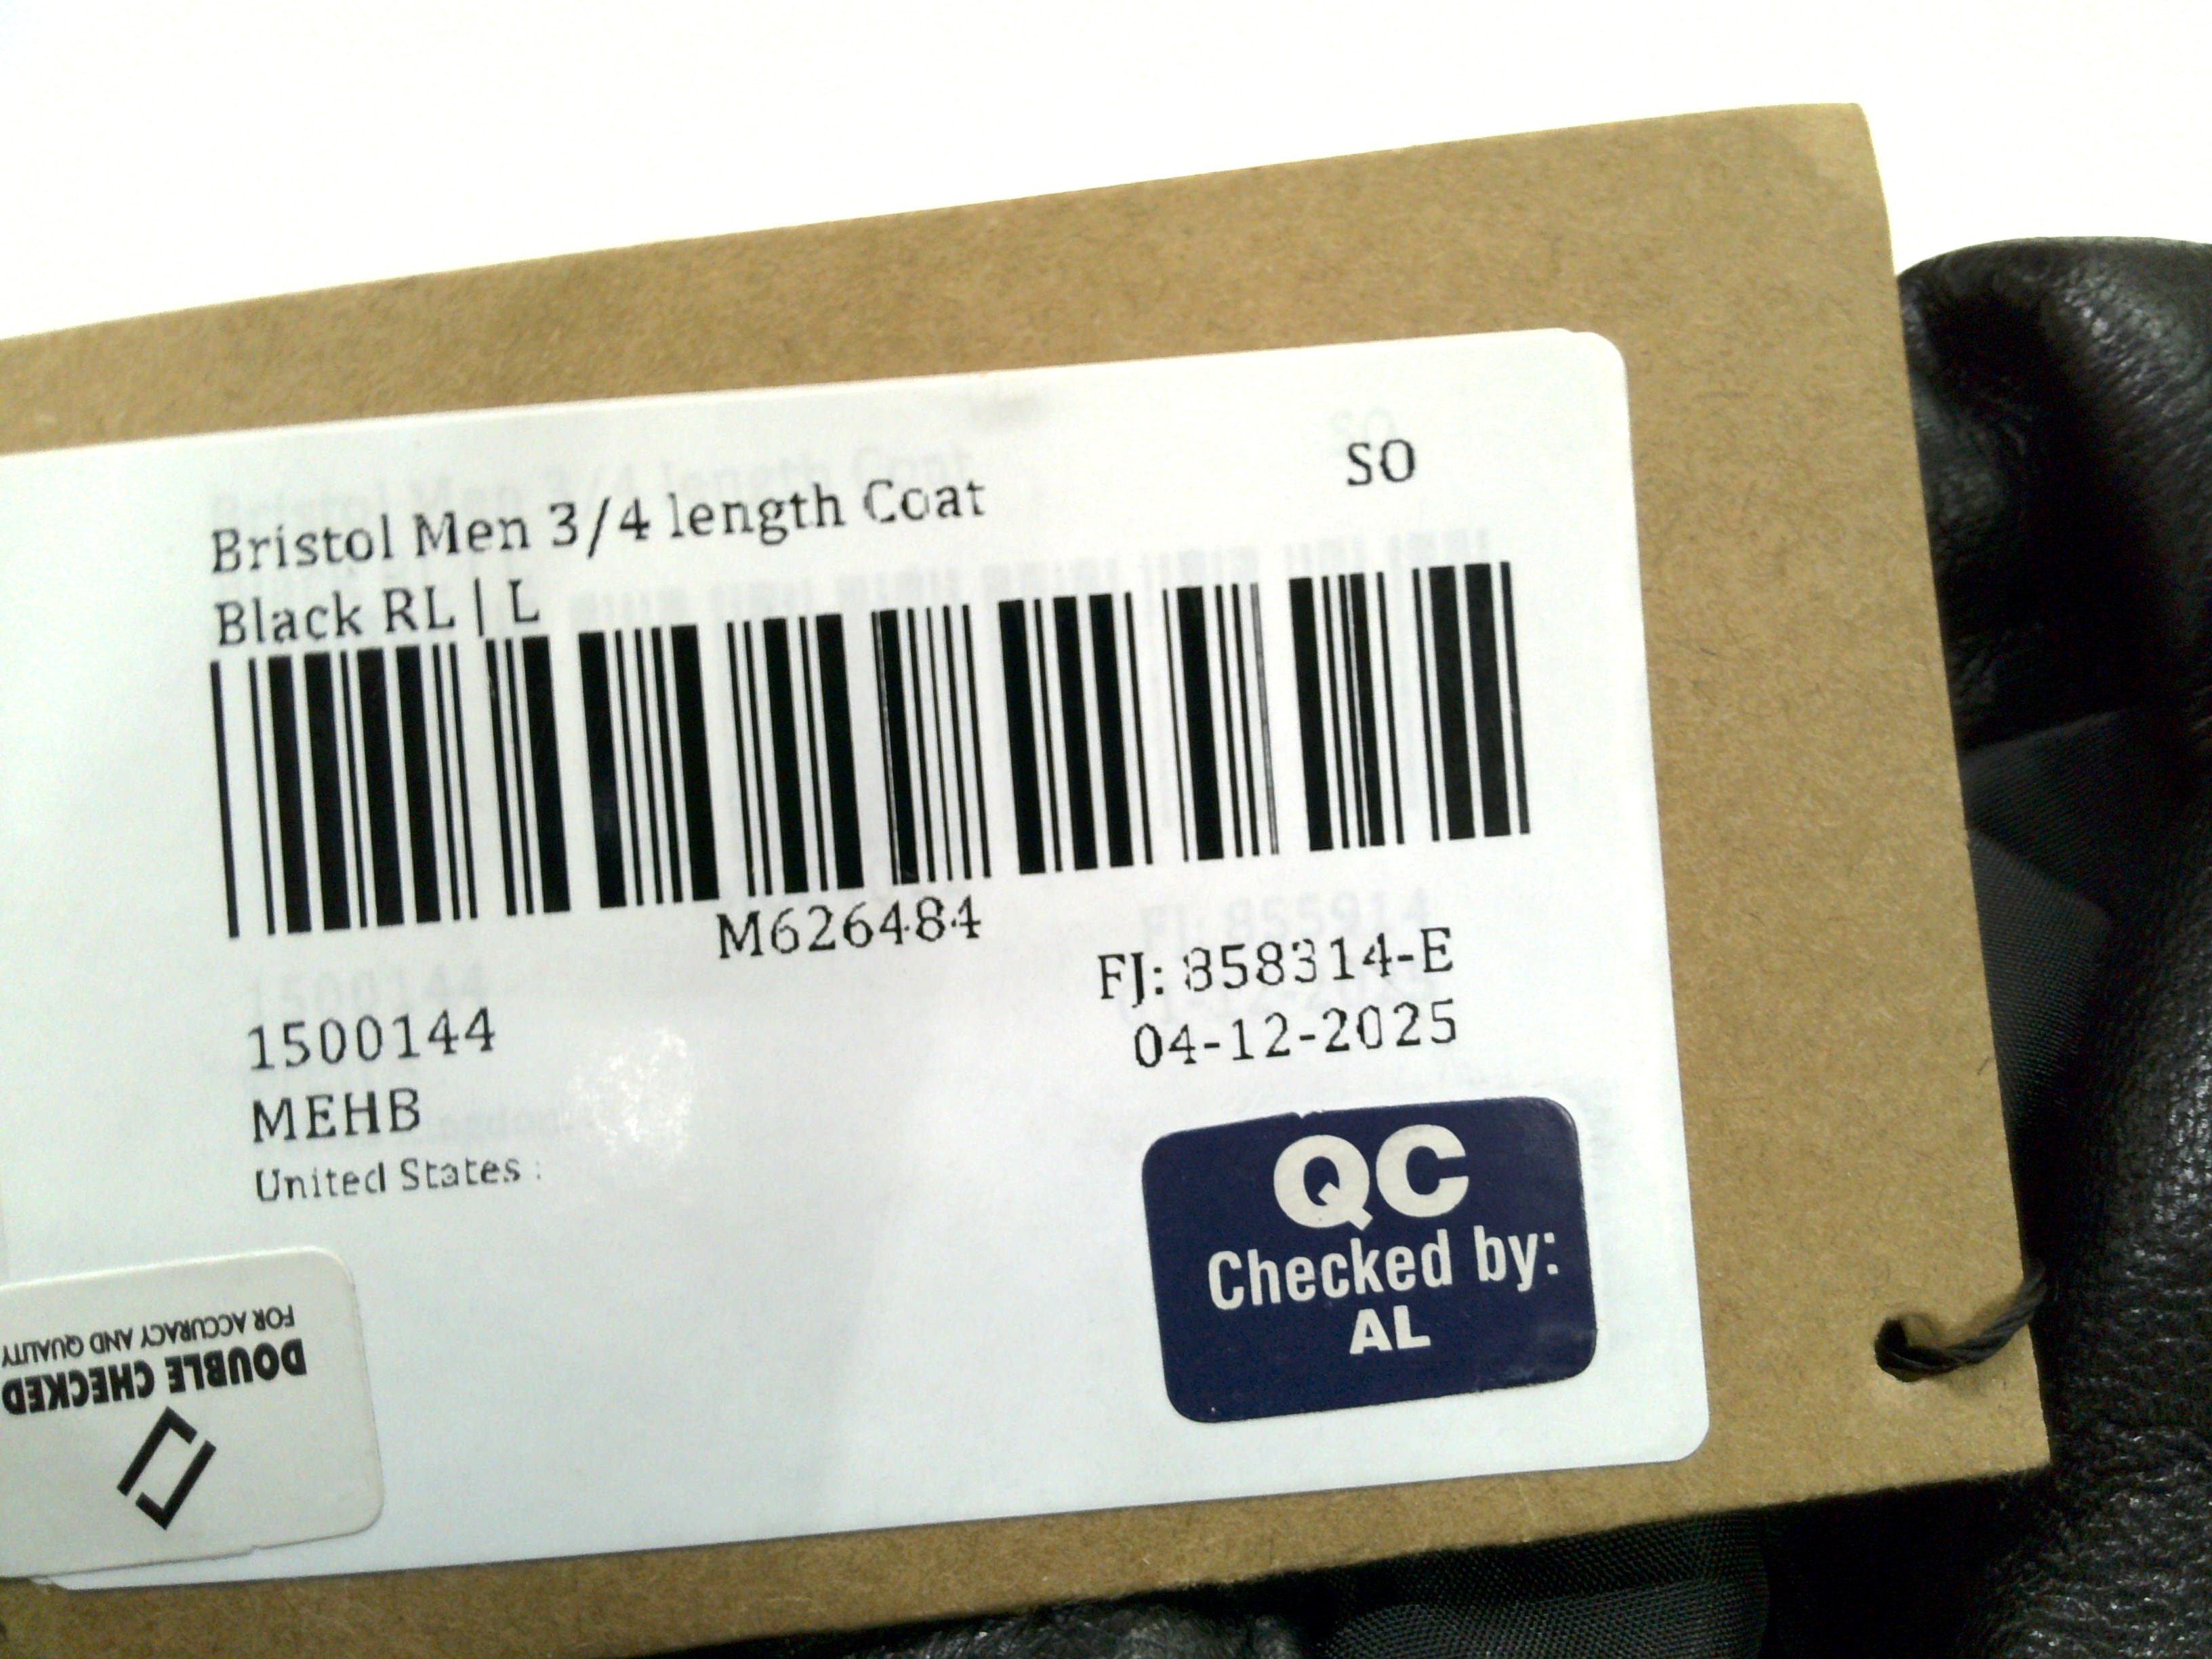 Bristol Men 3/4 length Coat
SO
Black RL | L
M626484
FJ: 858314-E
04-12-2025
1500144
MEHB
United States :
QC
Checked by:
AL
DOUBLE CHECKED
FOR ACCURACY AND QUALITY